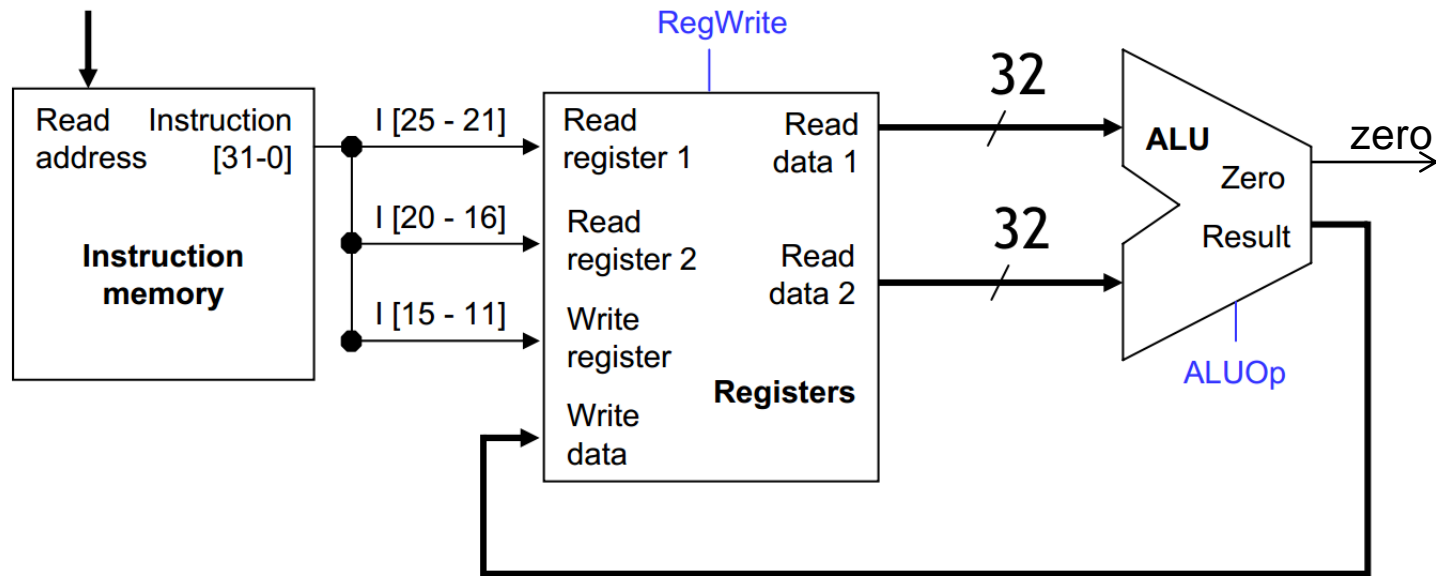 RegWrite
Read Instruction
address [31-0]
Instruction
memory
I [25 - 21]
I [20 - 16]
I [15 - 11]
Read
register 1
Read
register 2
Write
register
Write
data
Read
data 1
Read
data 2
Registers
32
32
ALU
Zero
Result
ALUOp
zero